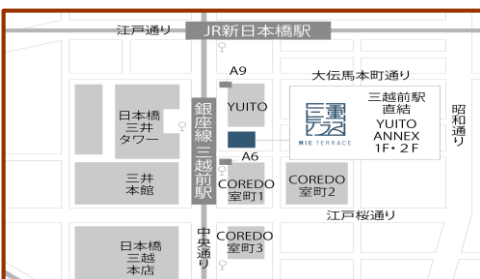 江戸通り
JR新日本橋駅
A9
大伝馬本町通り
YUITO
日本橋
三井
タワー
銀座線 三越前駅
三重テラス
MIE TERRACE
三越前駅
直結
YUITO
ANNEX
1F・2F
昭和通り
A6
三井
本館
COREDO
室町1
COREDO
室町2
江戸桜通り
日本橋
三越
本店
中央通り
COREDO
室町3